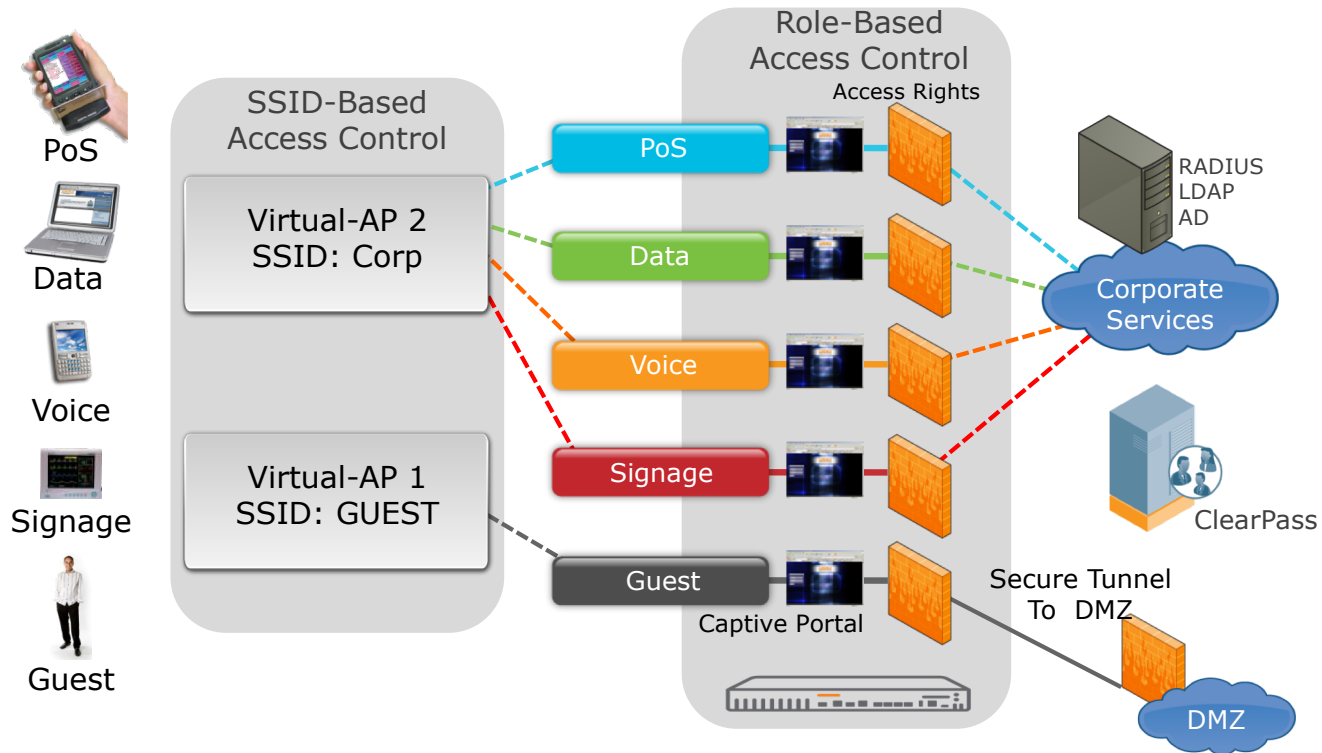 PoS
Data
Voice
Signage
Guest
SSID-Based
Access Control
Virtual-AP 2
SSID: Corp
Virtual-AP 1
SSID: GUEST
PoS
Data
Voice
Signage
Guest
Role-Based
Access Control
Access Rights
Captive Portal
RADIUS
LDAP
AD
Corporate
Services
ClearPass
Secure Tunnel
To DMZ
DMZ